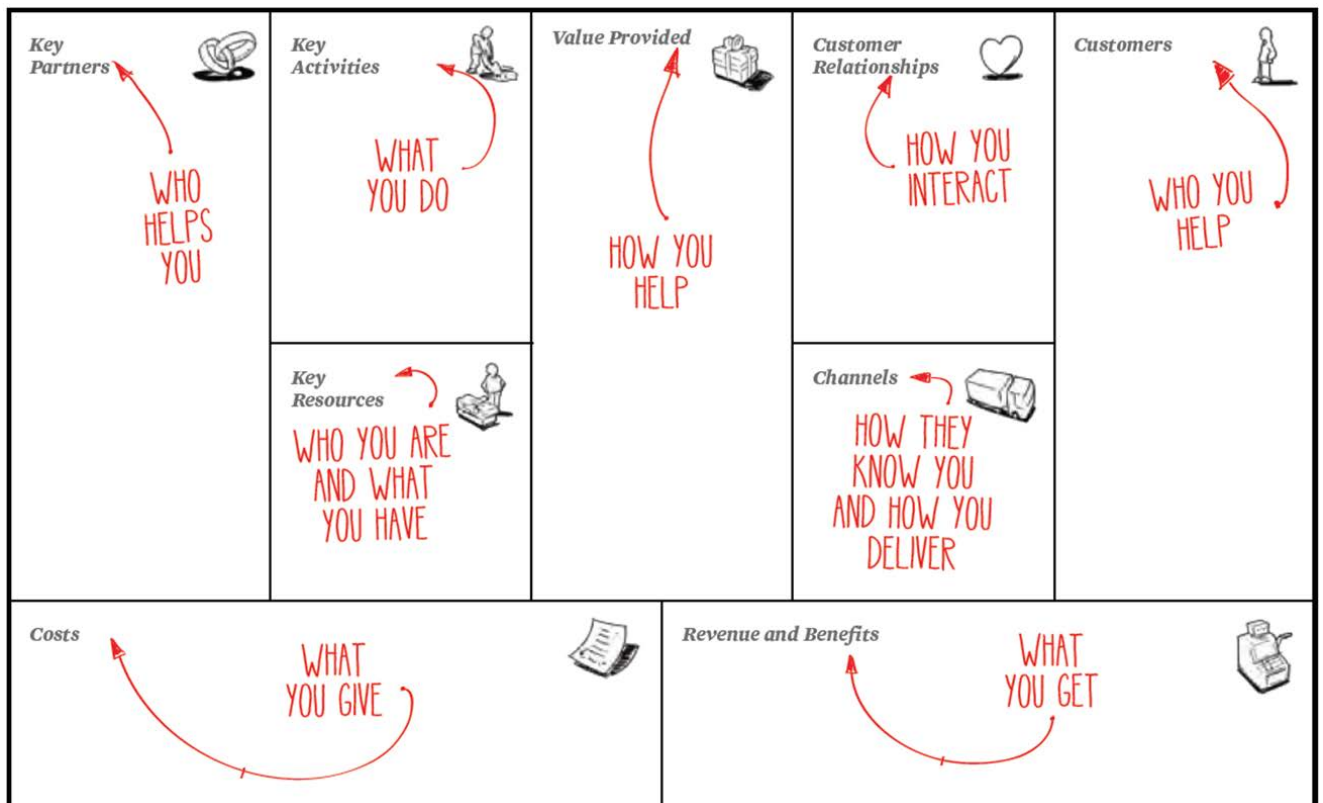 Key
Partners
WHO
HELPS
YOU
Key
Activities
WHAT
YOU DO
Key
Resources
WHO YOU ARE
AND WHAT
YOU HAVE
Value Provided
HOW YOU
HELP
Customer
Relationships
HOW YOU
INTERACT
Channels
HOW THEY
KNOW YOU
AND HOW YOU
DELIVER
Customers
WHO YOU
HELP
Costs
WHAT
YOU GIVE
Revenue and Benefits
WHAT
YOU GET